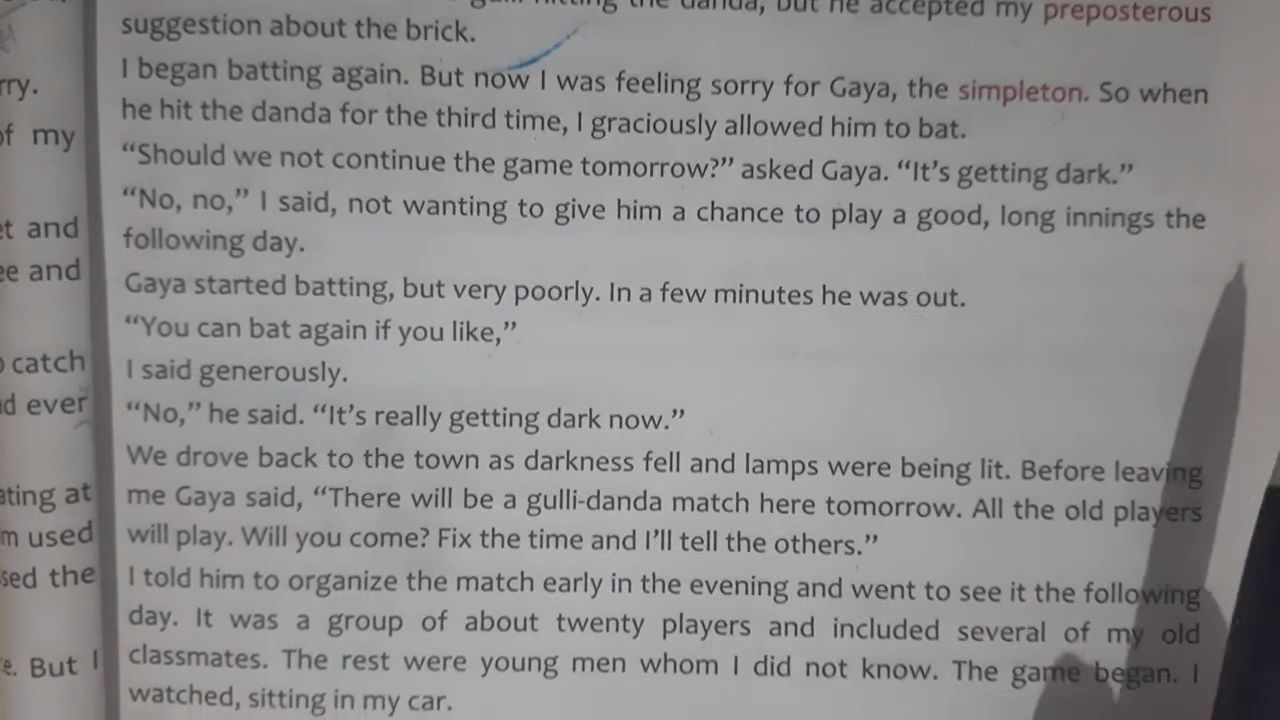 the danda, but he accepted my preposterous
suggestion about the brick.
I began batting again. But now I was feeling sorry for Gaya, the simpleton. So when
he hit the danda for the third time, I graciously allowed him to bat.
“Should we not continue the game tomorrow?” asked Gaya. “It’s getting dark.”
“No, no,” I said, not wanting to give him a chance to play a good, long innings the
following day.
Gaya started batting, but very poorly. In a few minutes he was out.
“You can bat again if you like,”
I said generously.
“No,” he said. “It’s really getting dark now.”
We drove back to the town as darkness fell and lamps were being lit. Before leaving
me Gaya said, “There will be a gulli-danda match here tomorrow. All the old players
will play. Will you come? Fix the time and I’ll tell the others.”
I told him to organize the match early in the evening and went to see it the following
day. It was a group of about twenty players and included several of my old
classmates. The rest were young men whom I did not know. The game began. I
watched, sitting in my car.
my
and
and
catch
ever
at
used
the
But I